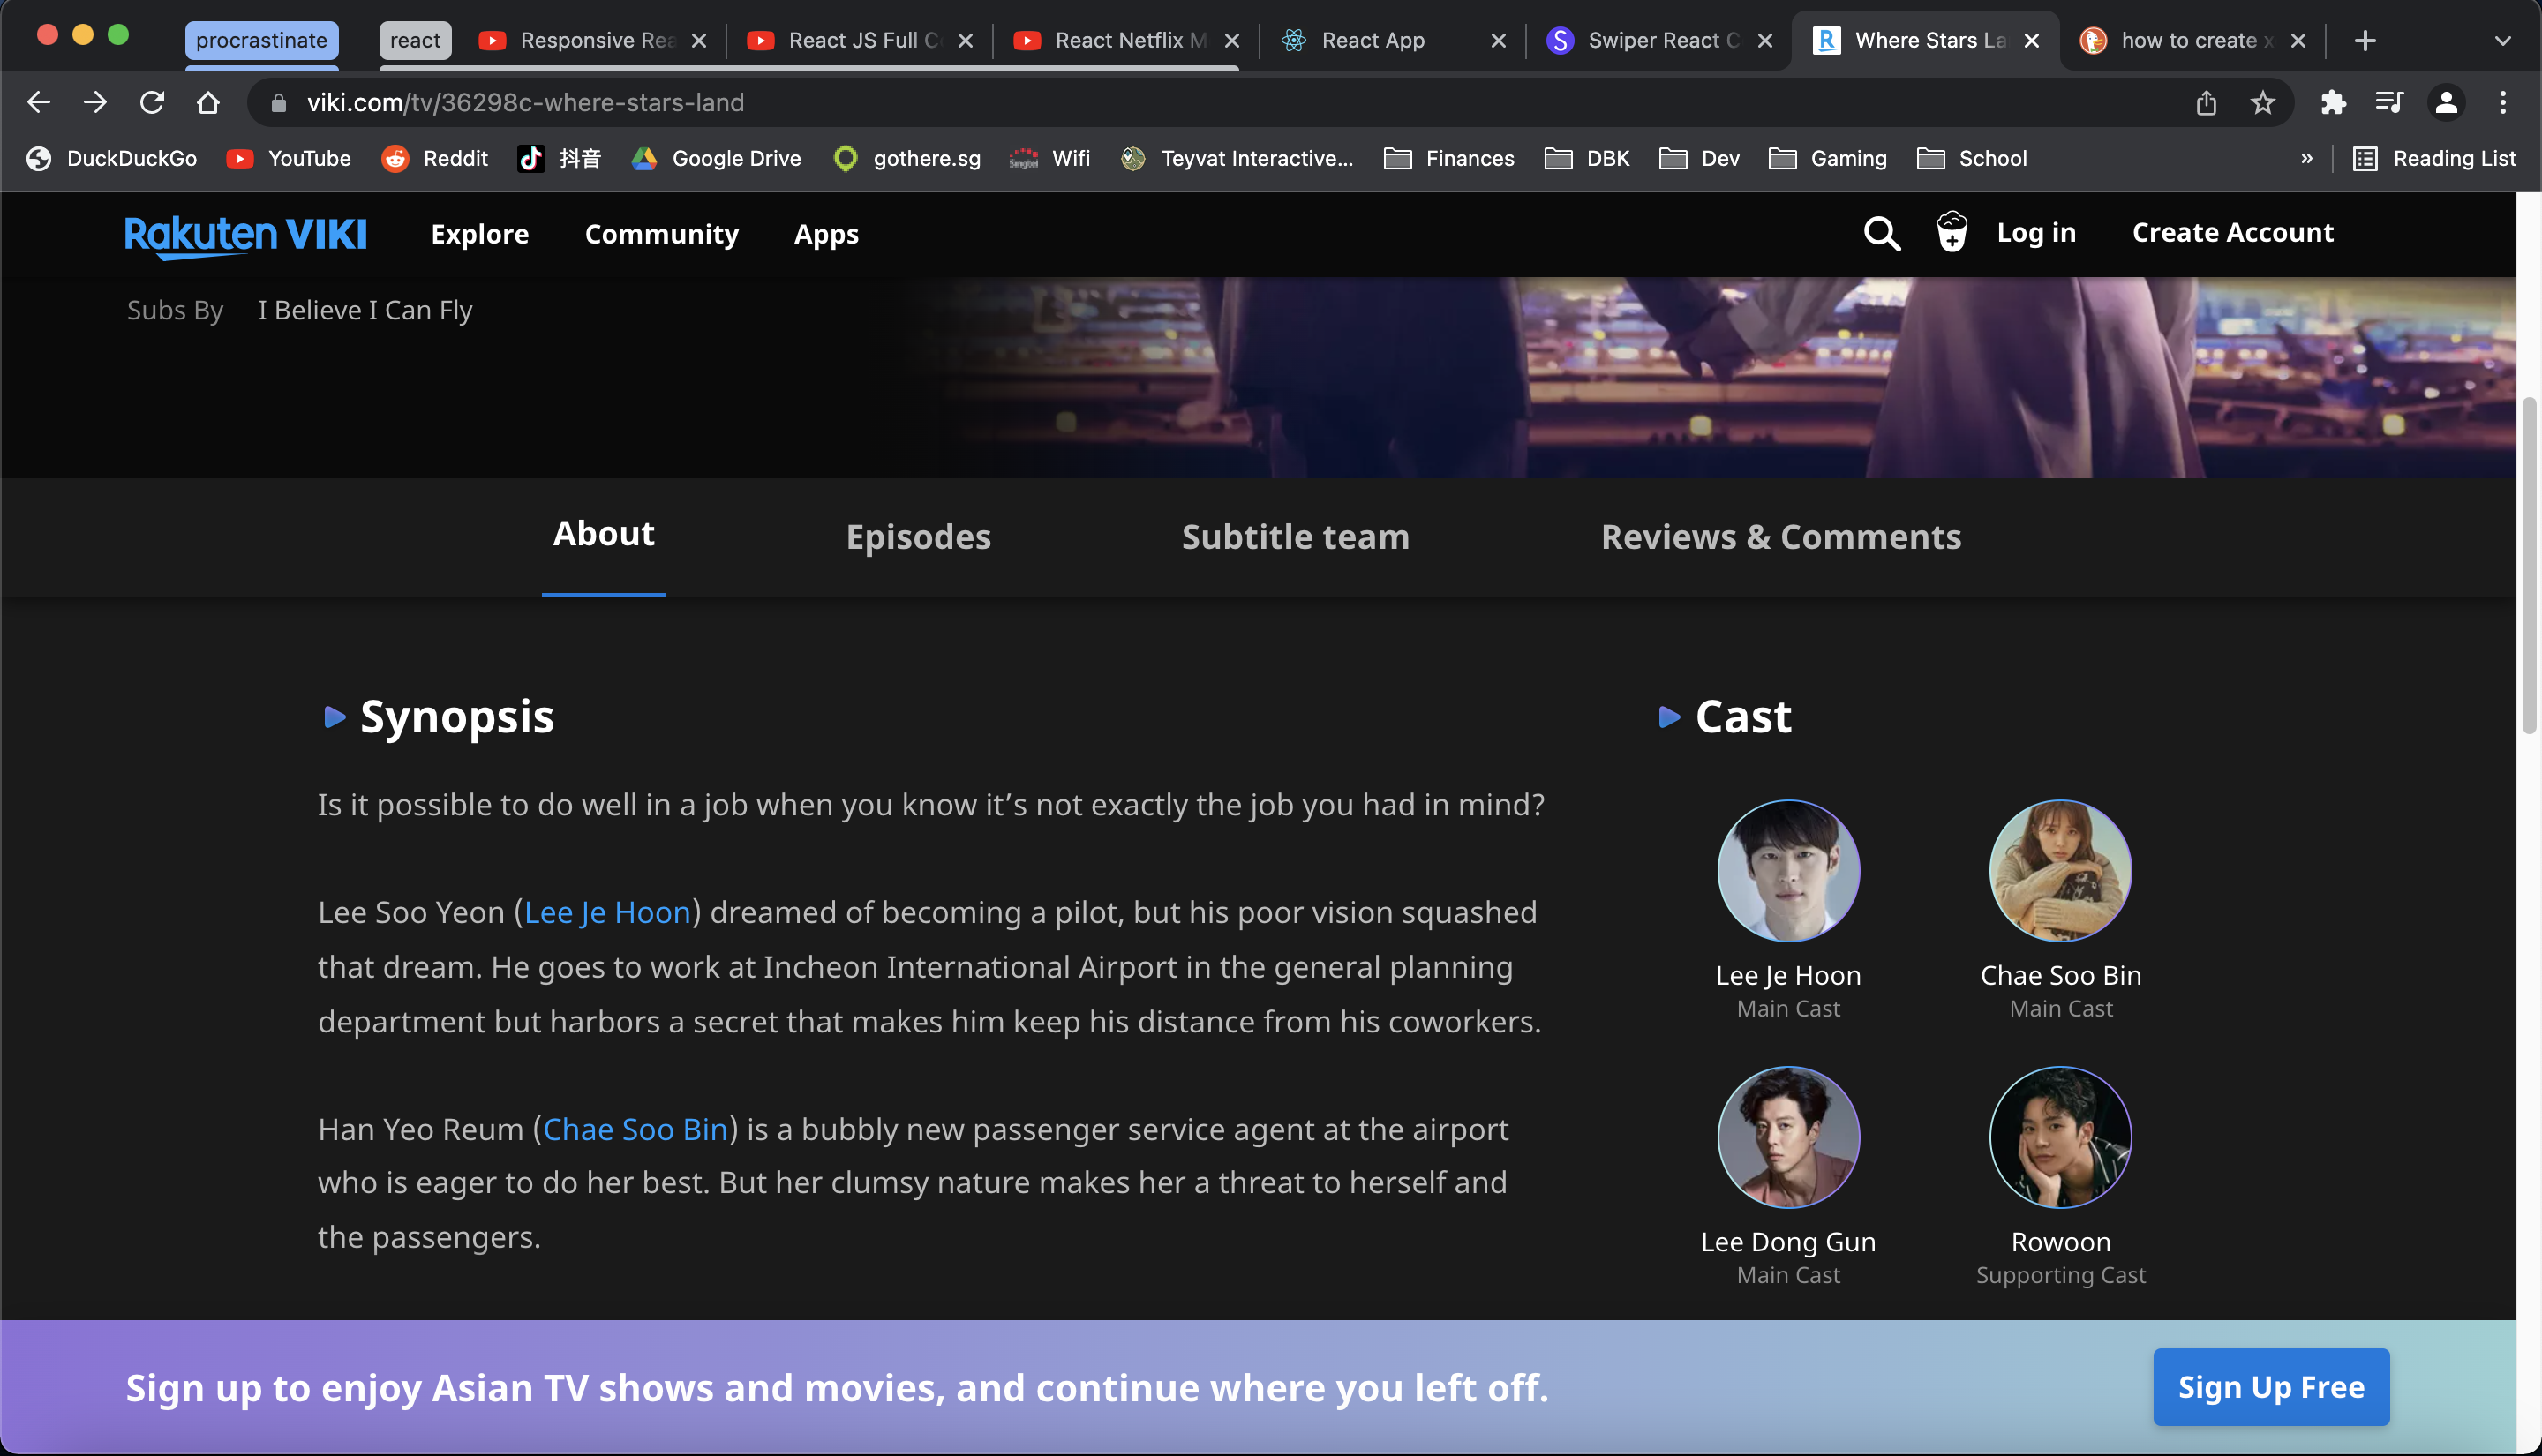 procrastinate react Responsive Rea React JS Full C React Netflix M React App Swiper React C Where Stars La how to create x
viki.com/tv/36298c-where-stars-land
DuckDuckGo YouTube Reddit 抖音 Google Drive gothere.sg Singtel Wifi Teyvat Interactive... Finances DBK Dev Gaming School » Reading List
Rakuten VIKI Explore Community Apps Log in Create Account
Subs By I Believe I Can Fly
About Episodes Subtitle team Reviews & Comments
Synopsis
Is it possible to do well in a job when you know it’s not exactly the job you had in mind?
Lee Soo Yeon (Lee Je Hoon) dreamed of becoming a pilot, but his poor vision squashed
that dream. He goes to work at Incheon International Airport in the general planning
department but harbors a secret that makes him keep his distance from his coworkers.
Han Yeo Reum (Chae Soo Bin) is a bubbly new passenger service agent at the airport
who is eager to do her best. But her clumsy nature makes her a threat to herself and
the passengers.
Cast
Lee Je Hoon
Main Cast
Chae Soo Bin
Main Cast
Lee Dong Gun
Main Cast
Rowoon
Supporting Cast
Sign up to enjoy Asian TV shows and movies, and continue where you left off.
Sign Up Free